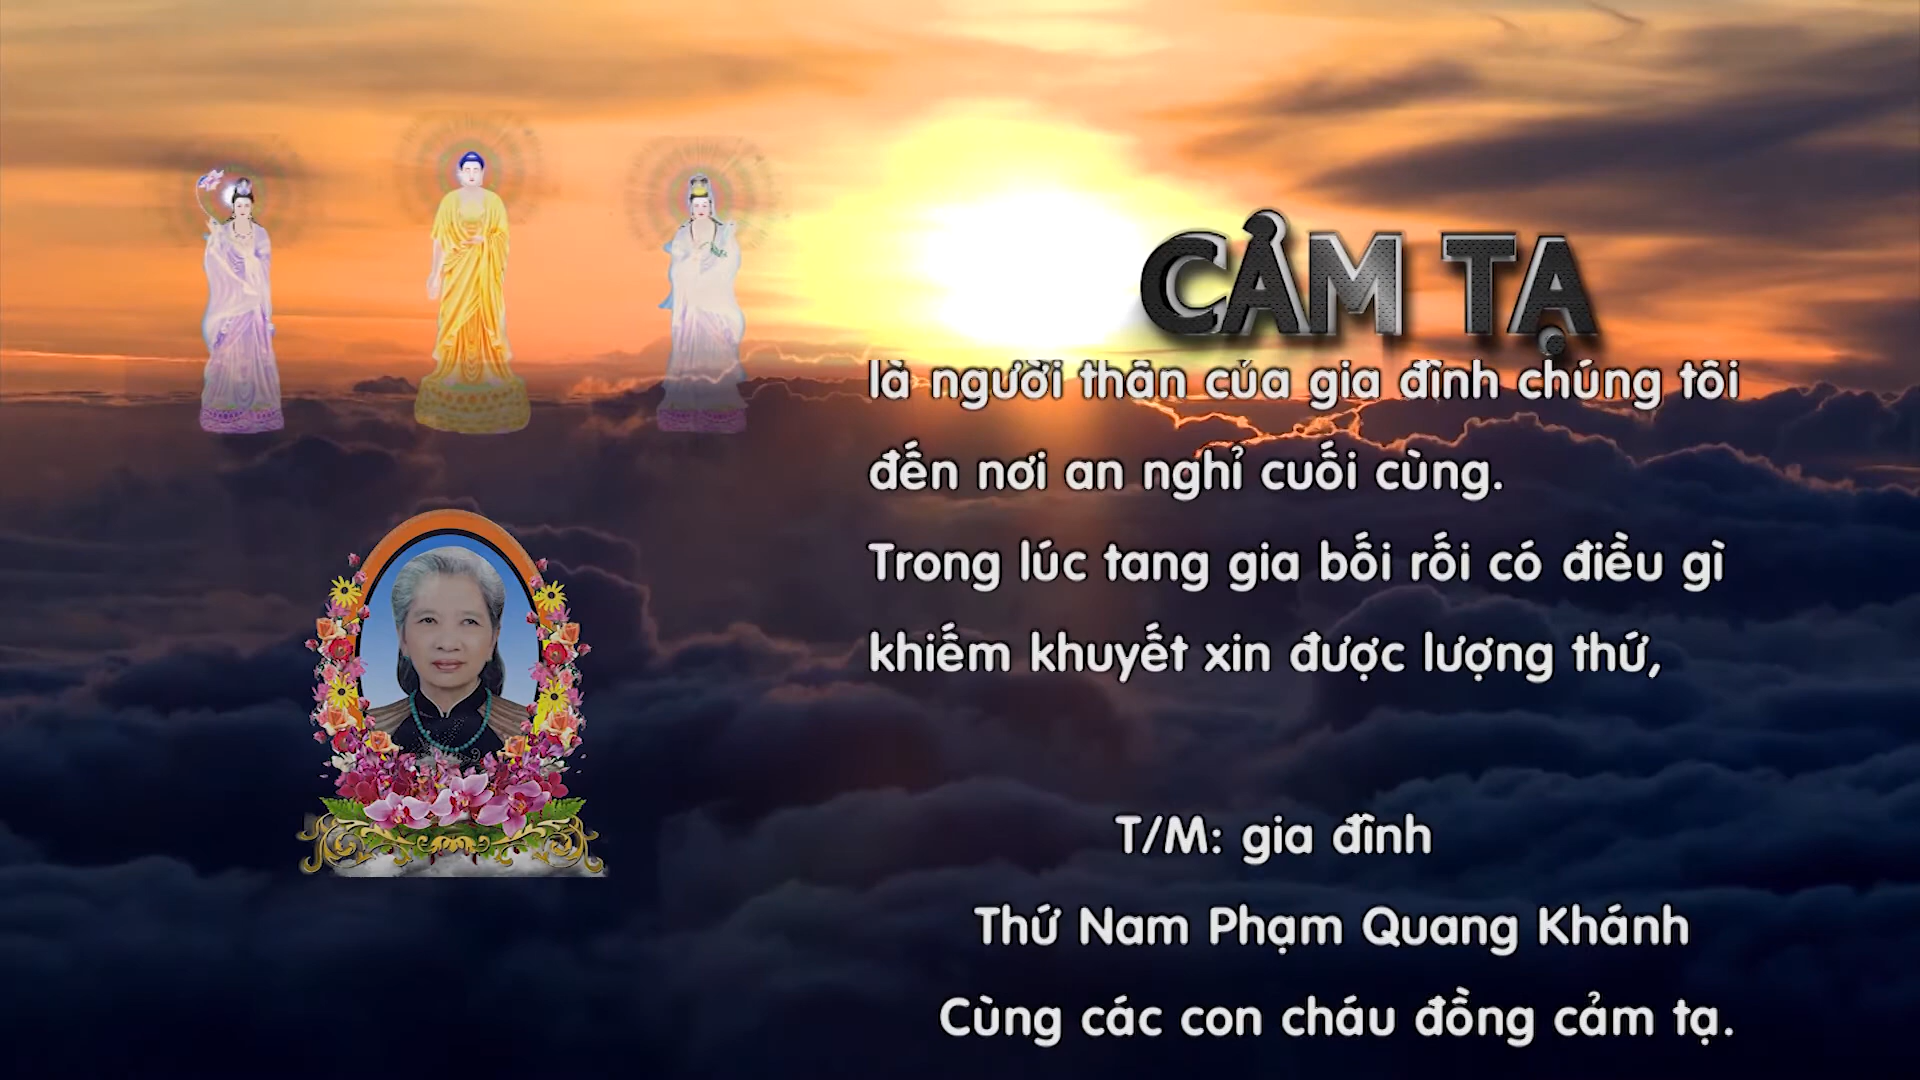 CẢM TẠ
là người thân của gia đình chúng tôi
đến nơi an nghỉ cuối cùng.
Trong lúc tang gia bối rối có điều gì
khiếm khuyết xin được lượng thứ,
T/M: gia đình
Thứ Nam Phạm Quang Khánh
Cùng các con cháu đồng cảm tạ.